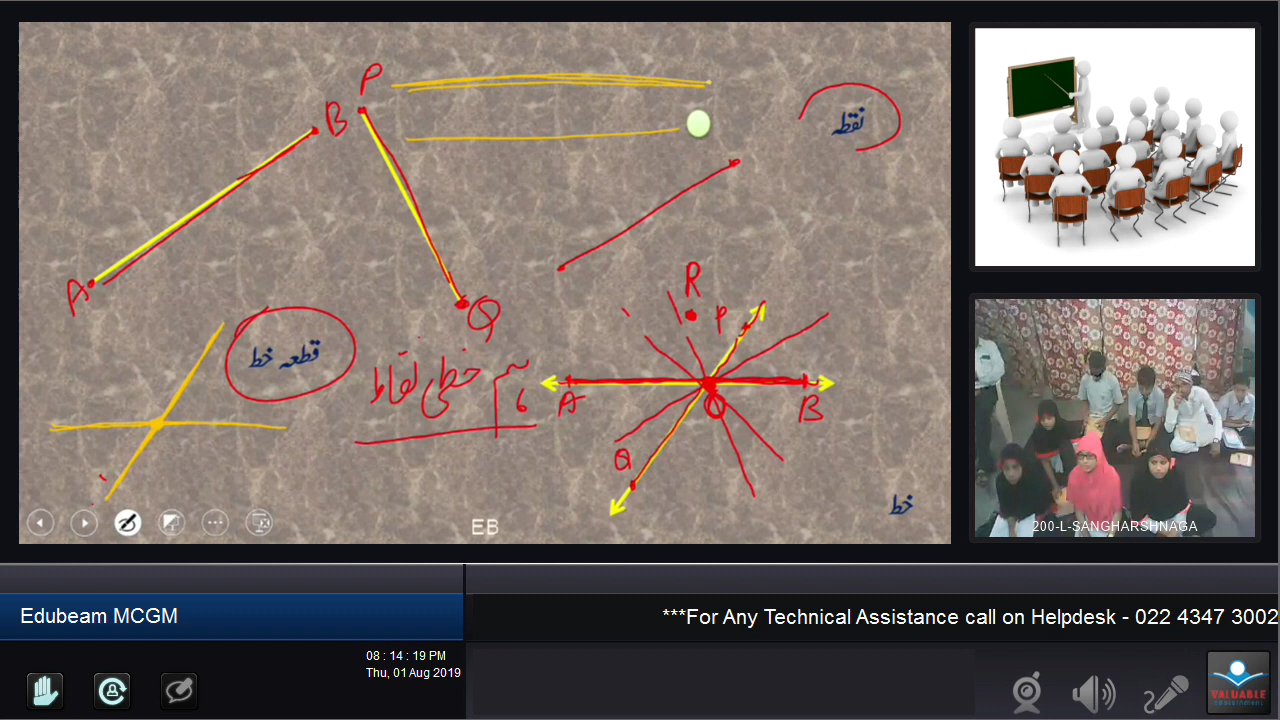 P
B
نقطہ
A
Q
R
P
قطعہ خط
ہم خطی نقاط
A
O
B
Q
خط
EB
200-L-SANGHARSHNAGA
Edubeam MCGM
***For Any Technical Assistance call on Helpdesk - 022 4347 3002
08 : 14 : 19 PM
Thu, 01 Aug 2019
VALUABLE